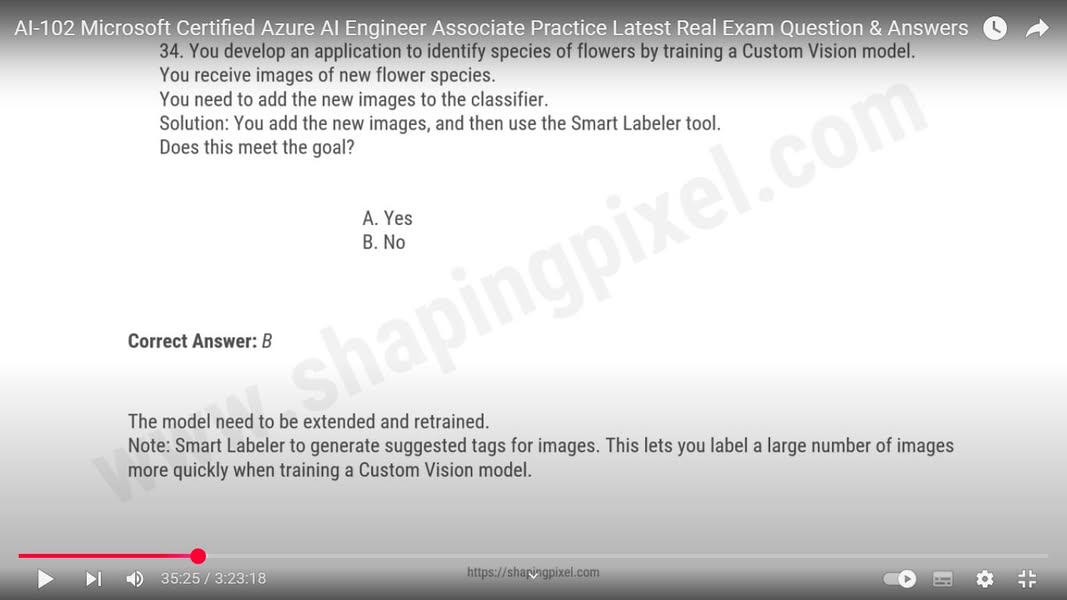 AI-102 Microsoft Certified Azure AI Engineer Associate Practice Latest Real Exam Question & Answers
34. You develop an application to identify species of flowers by training a Custom Vision model.
You receive images of new flower species.
You need to add the new images to the classifier.
Solution: You add the new images, and then use the Smart Labeler tool.
Does this meet the goal?
A. Yes
B. No
www.shapingpixel.com
Correct Answer: B
The model need to be extended and retrained.
Note: Smart Labeler to generate suggested tags for images. This lets you label a large number of images
more quickly when training a Custom Vision model.
35:25 / 3:23:18
https://shapingpixel.com